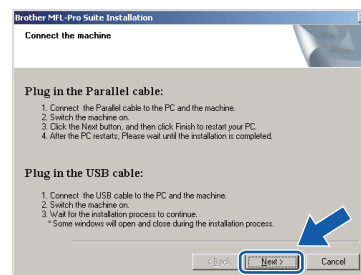 Brother MFL-Pro Suite Installation
Connect the machine
Plug in the Parallel cable:
1. Connect the Parallel cable to the PC and the machine.
2. Switch the machine on.
3. Click the Next button, and then click Finish to restart your PC.
4. After the PC restarts, Please wait until the installation is completed.
Plug in the USB cable:
1. Connect the USB cable to the PC and the machine.
2. Switch the machine on.
3. Wait for the installation process to continue.
* Some windows will open and close during the installation process.
< Back Next > Cancel